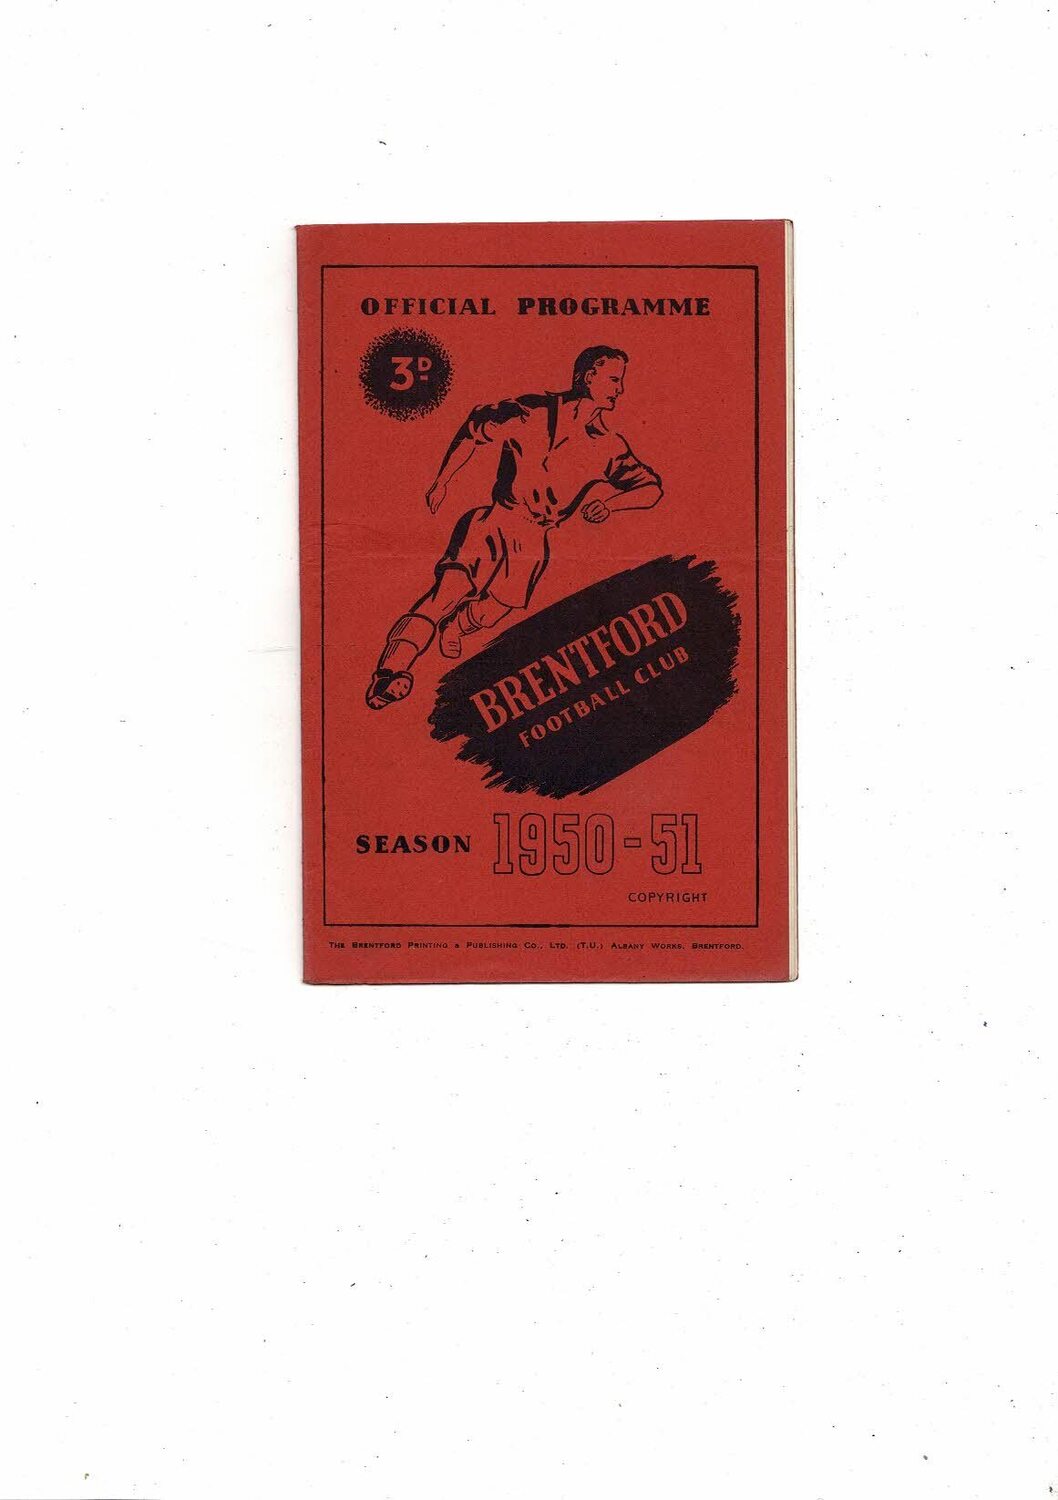 OFFICIAL PROGRAMME
3D-
BRENTFORD
FOOTBALL CLUB
SEASON 1950-51
COPYRIGHT
THE BRENTFORD PRINTING & PUBLISHING CO., LTD. (T.U.) ALBANY WORKS, BRENTFORD.